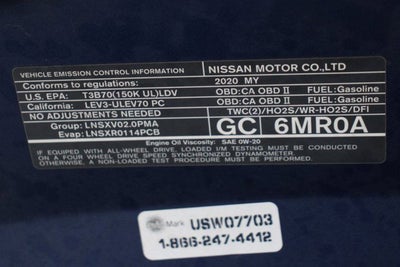 VEHICLE EMISSION CONTROL INFORMATION NISSAN MOTOR CO.,LTD
Conforms to regulations: 2020 MY
U.S. EPA: T3B70(150K UL)LDV OBD:CA OBD II FUEL:Gasoline
California: LEV3-ULEV70 PC OBD:CA OBD II FUEL:Gasoline
NO ADJUSTMENTS NEEDED TWC(2)/HO2S/WR-HO2S/DFI
Group: LNSXV02.0PMA GC 6MR0A
Evap: LNSXR0114PCB
Engine Oil Viscosity: SAE 0W-20
IF EQUIPPED WITH ALL-WHEEL DRIVE, LOADED I/M TESTING MUST BE CONDUCTED
ON A FOUR WHEEL DRIVE SPEED SYNCHRONIZED DYNAMOMETER.
OTHERWISE, A NON-LOADED TEST PROCEDURE MUST BE EMPLOYED.
Mark USW07703
1-866-247-4412